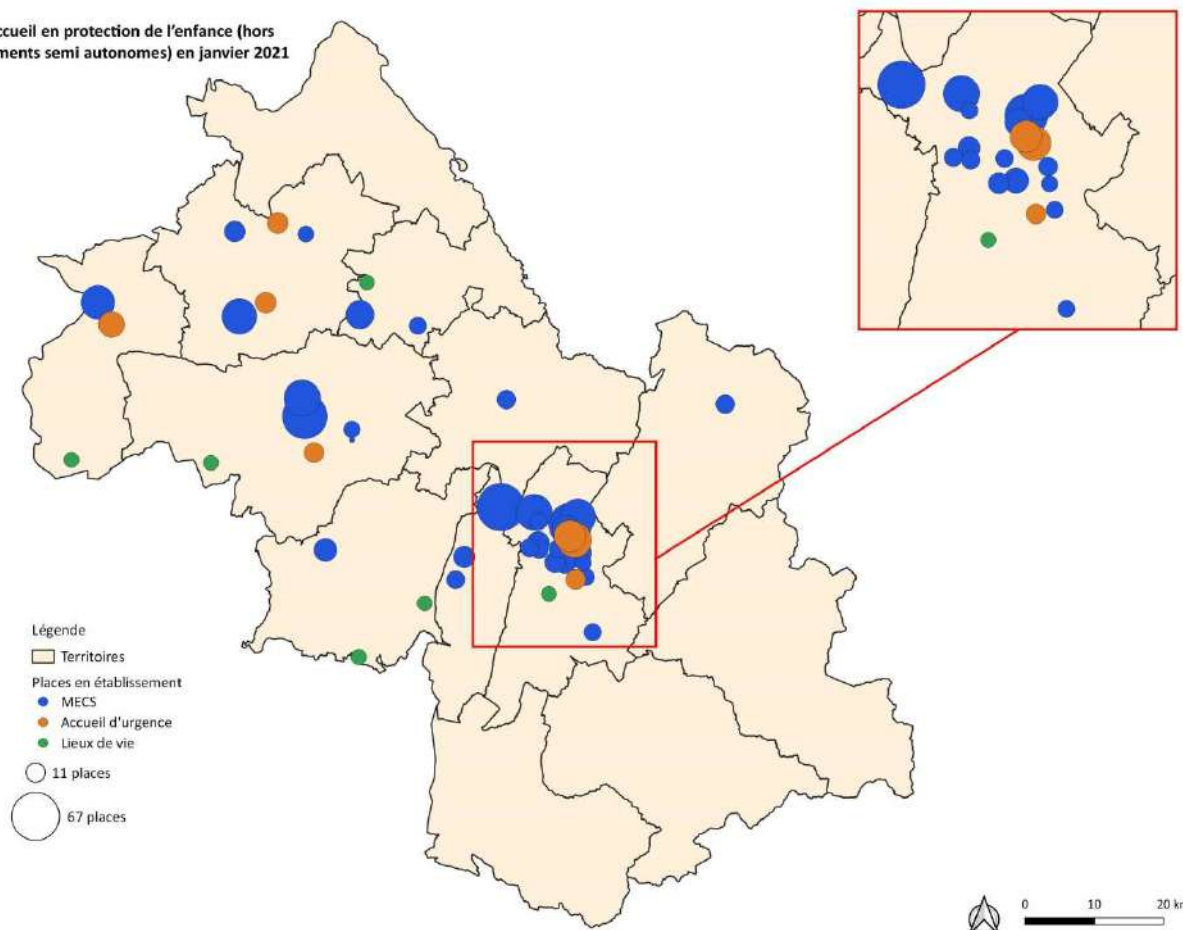 ccueil en protection de l'enfance (hors
ments semi autonomes) en janvier 2021
Légende
Territoires
Places en établissement
MECS
Accueil d'urgence
Lieux de vie
11 places
67 places
0 10 20 km